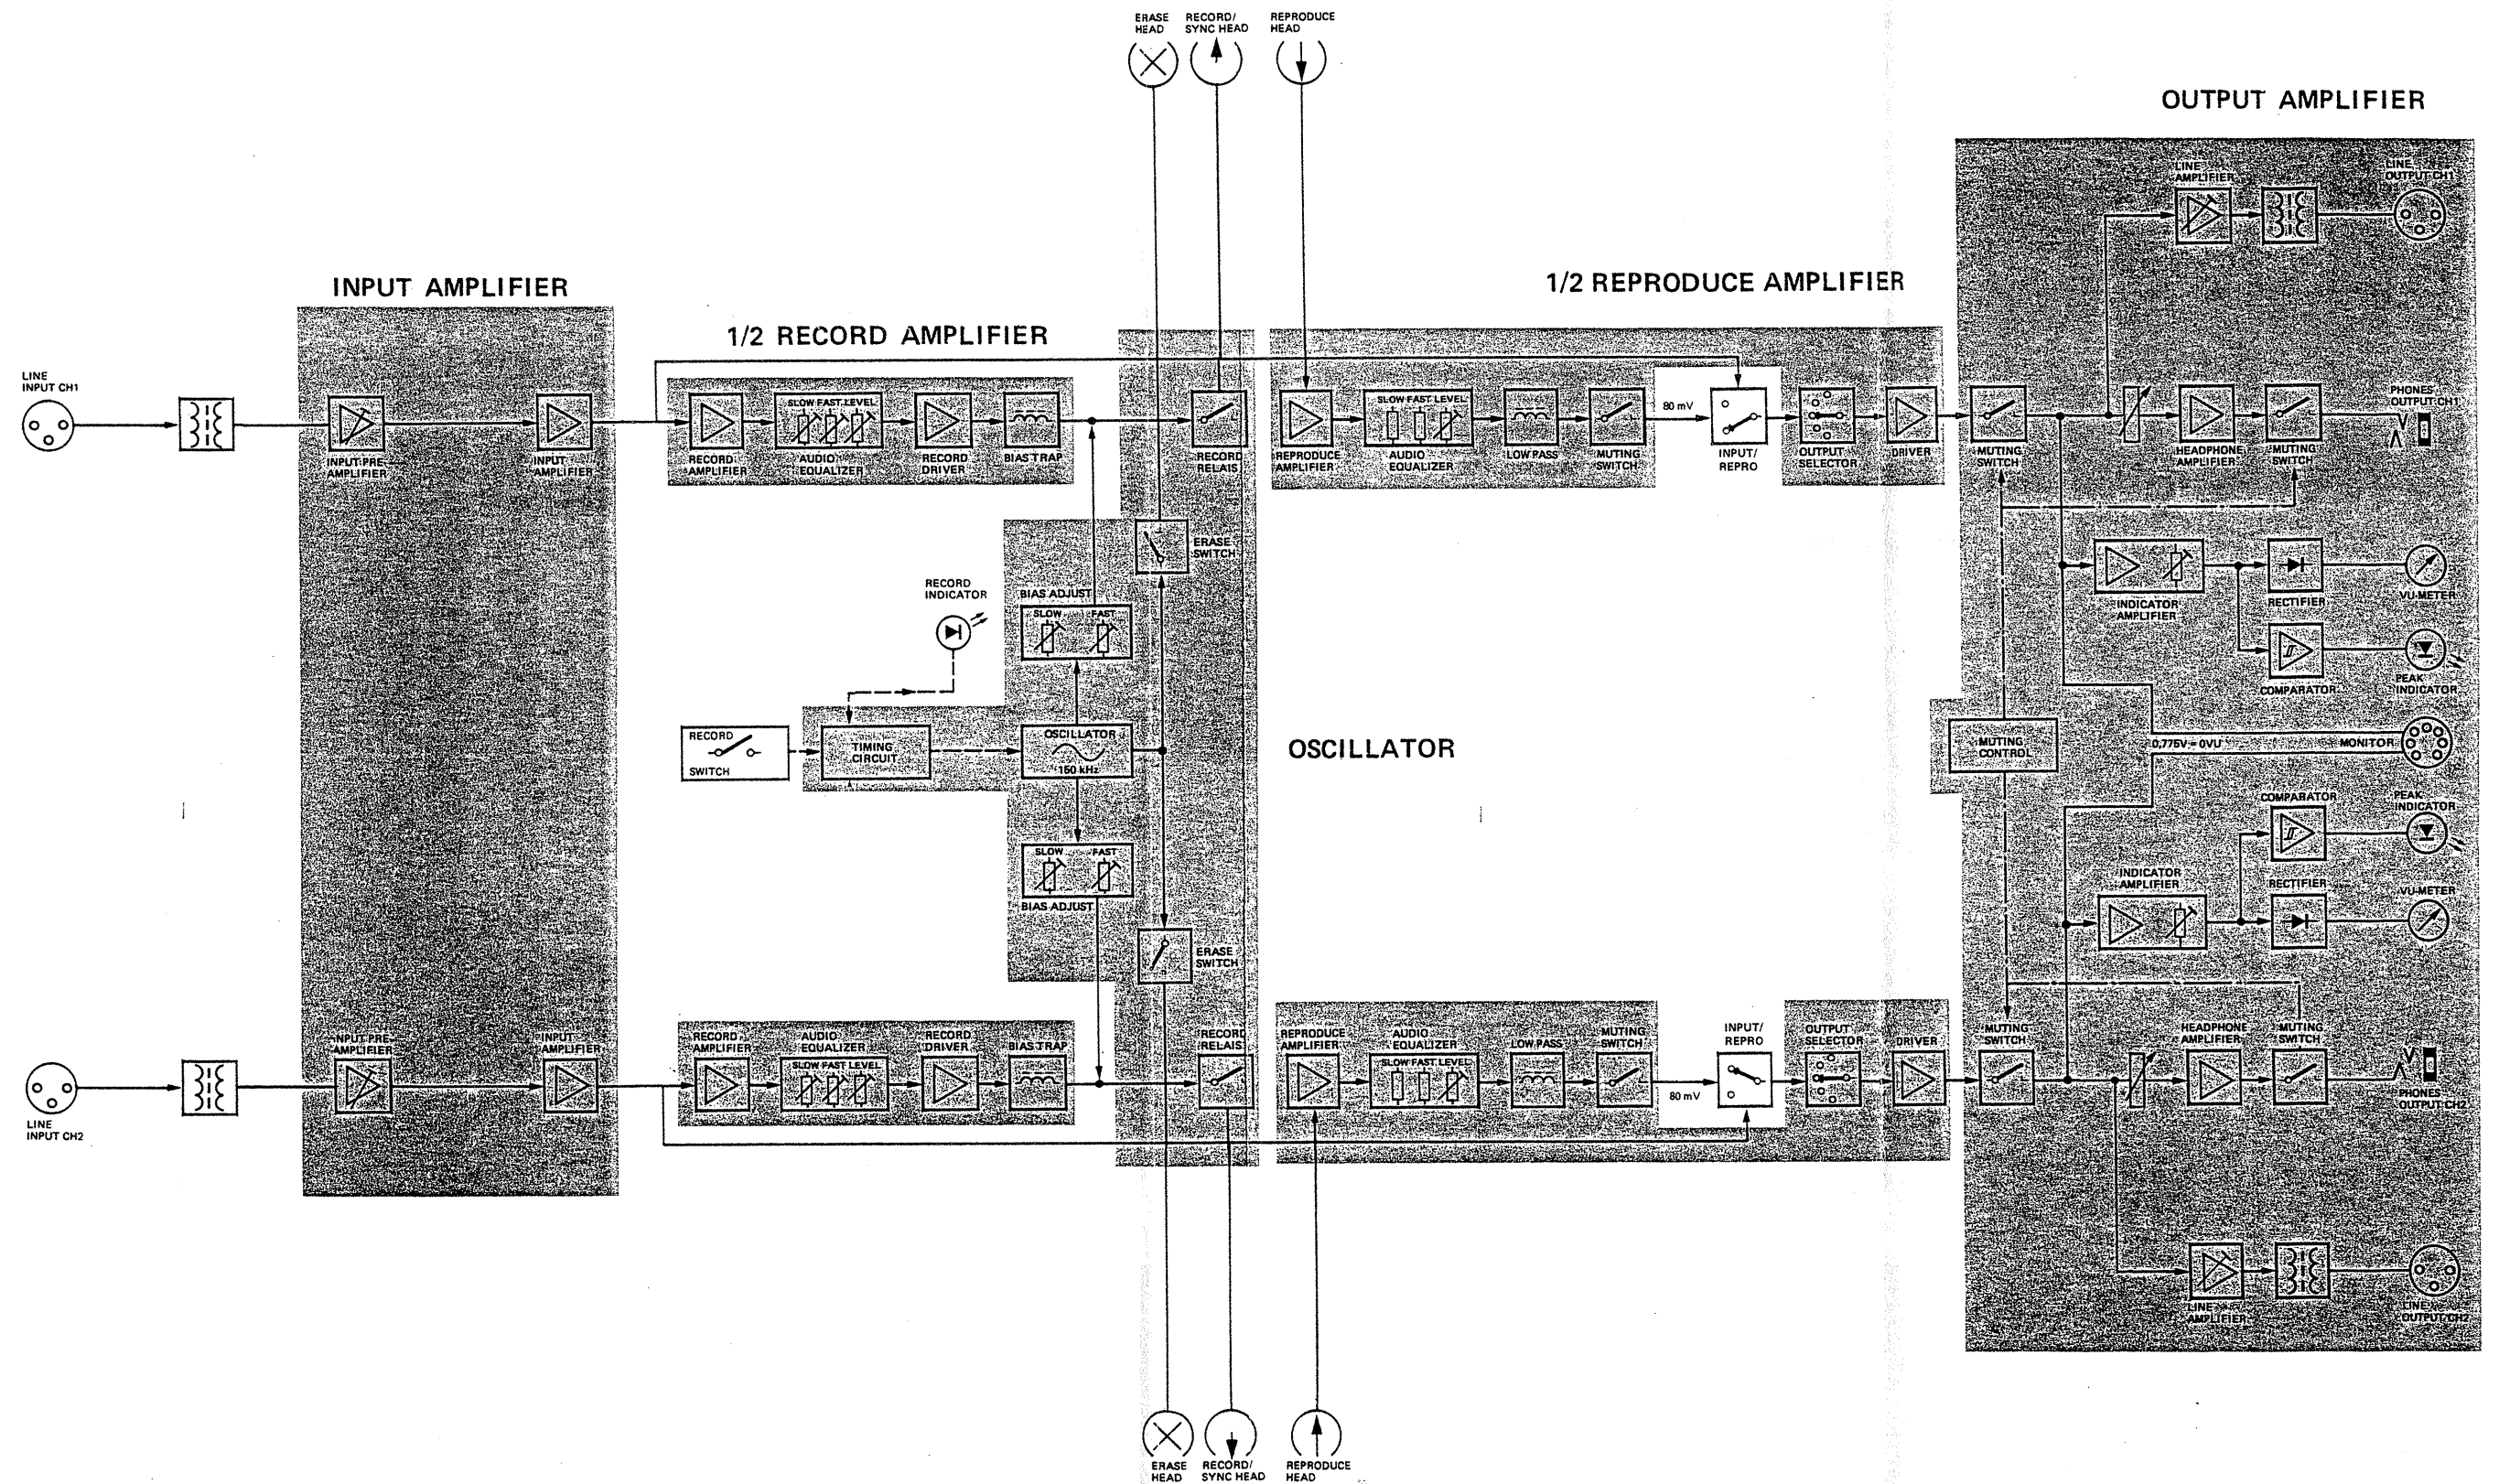 ERASE
HEAD
RECORD/
SYNC HEAD
REPRODUCE
HEAD
OUTPUT AMPLIFIER
LINE
AMPLIFIER
LINE
OUTPUT CH1
INPUT AMPLIFIER
1/2 RECORD AMPLIFIER
1/2 REPRODUCE AMPLIFIER
LINE
INPUT CH1
INPUT PRE-
AMPLIFIER
INPUT
AMPLIFIER
RECORD
AMPLIFIER
SLOW FAST LEVEL
AUDIO
EQUALIZER
RECORD
DRIVER
BIAS TRAP
RECORD
RELAIS
REPRODUCE
AMPLIFIER
SLOW FAST LEVEL
AUDIO
EQUALIZER
LOW PASS
MUTING
SWITCH
80 mV
INPUT/
REPRO
OUTPUT
SELECTOR
DRIVER
MUTING
SWITCH
HEADPHONE
AMPLIFIER
MUTING
SWITCH
PHONES
OUTPUT CH1
ERASE
SWITCH
INDICATOR
AMPLIFIER
RECTIFIER
VU-METER
COMPARATOR
PEAK
INDICATOR
RECORD
INDICATOR
BIAS ADJUST
SLOW FAST
RECORD
SWITCH
TIMING
CIRCUIT
OSCILLATOR
150 kHz
OSCILLATOR
MUTING
CONTROL
0,775V = 0VU
MONITOR
SLOW FAST
BIAS ADJUST
ERASE
SWITCH
COMPARATOR
PEAK
INDICATOR
INDICATOR
AMPLIFIER
RECTIFIER
VU-METER
LINE
INPUT CH2
INPUT PRE-
AMPLIFIER
INPUT
AMPLIFIER
RECORD
AMPLIFIER
AUDIO
EQUALIZER
SLOW FAST LEVEL
RECORD
DRIVER
BIAS TRAP
RECORD
RELAIS
REPRODUCE
AMPLIFIER
AUDIO
EQUALIZER
SLOW FAST LEVEL
LOW PASS
MUTING
SWITCH
80 mV
INPUT/
REPRO
OUTPUT
SELECTOR
DRIVER
MUTING
SWITCH
HEADPHONE
AMPLIFIER
MUTING
SWITCH
PHONES
OUTPUT CH2
LINE
AMPLIFIER
LINE
OUTPUT CH2
ERASE
HEAD
RECORD/
SYNC HEAD
REPRODUCE
HEAD